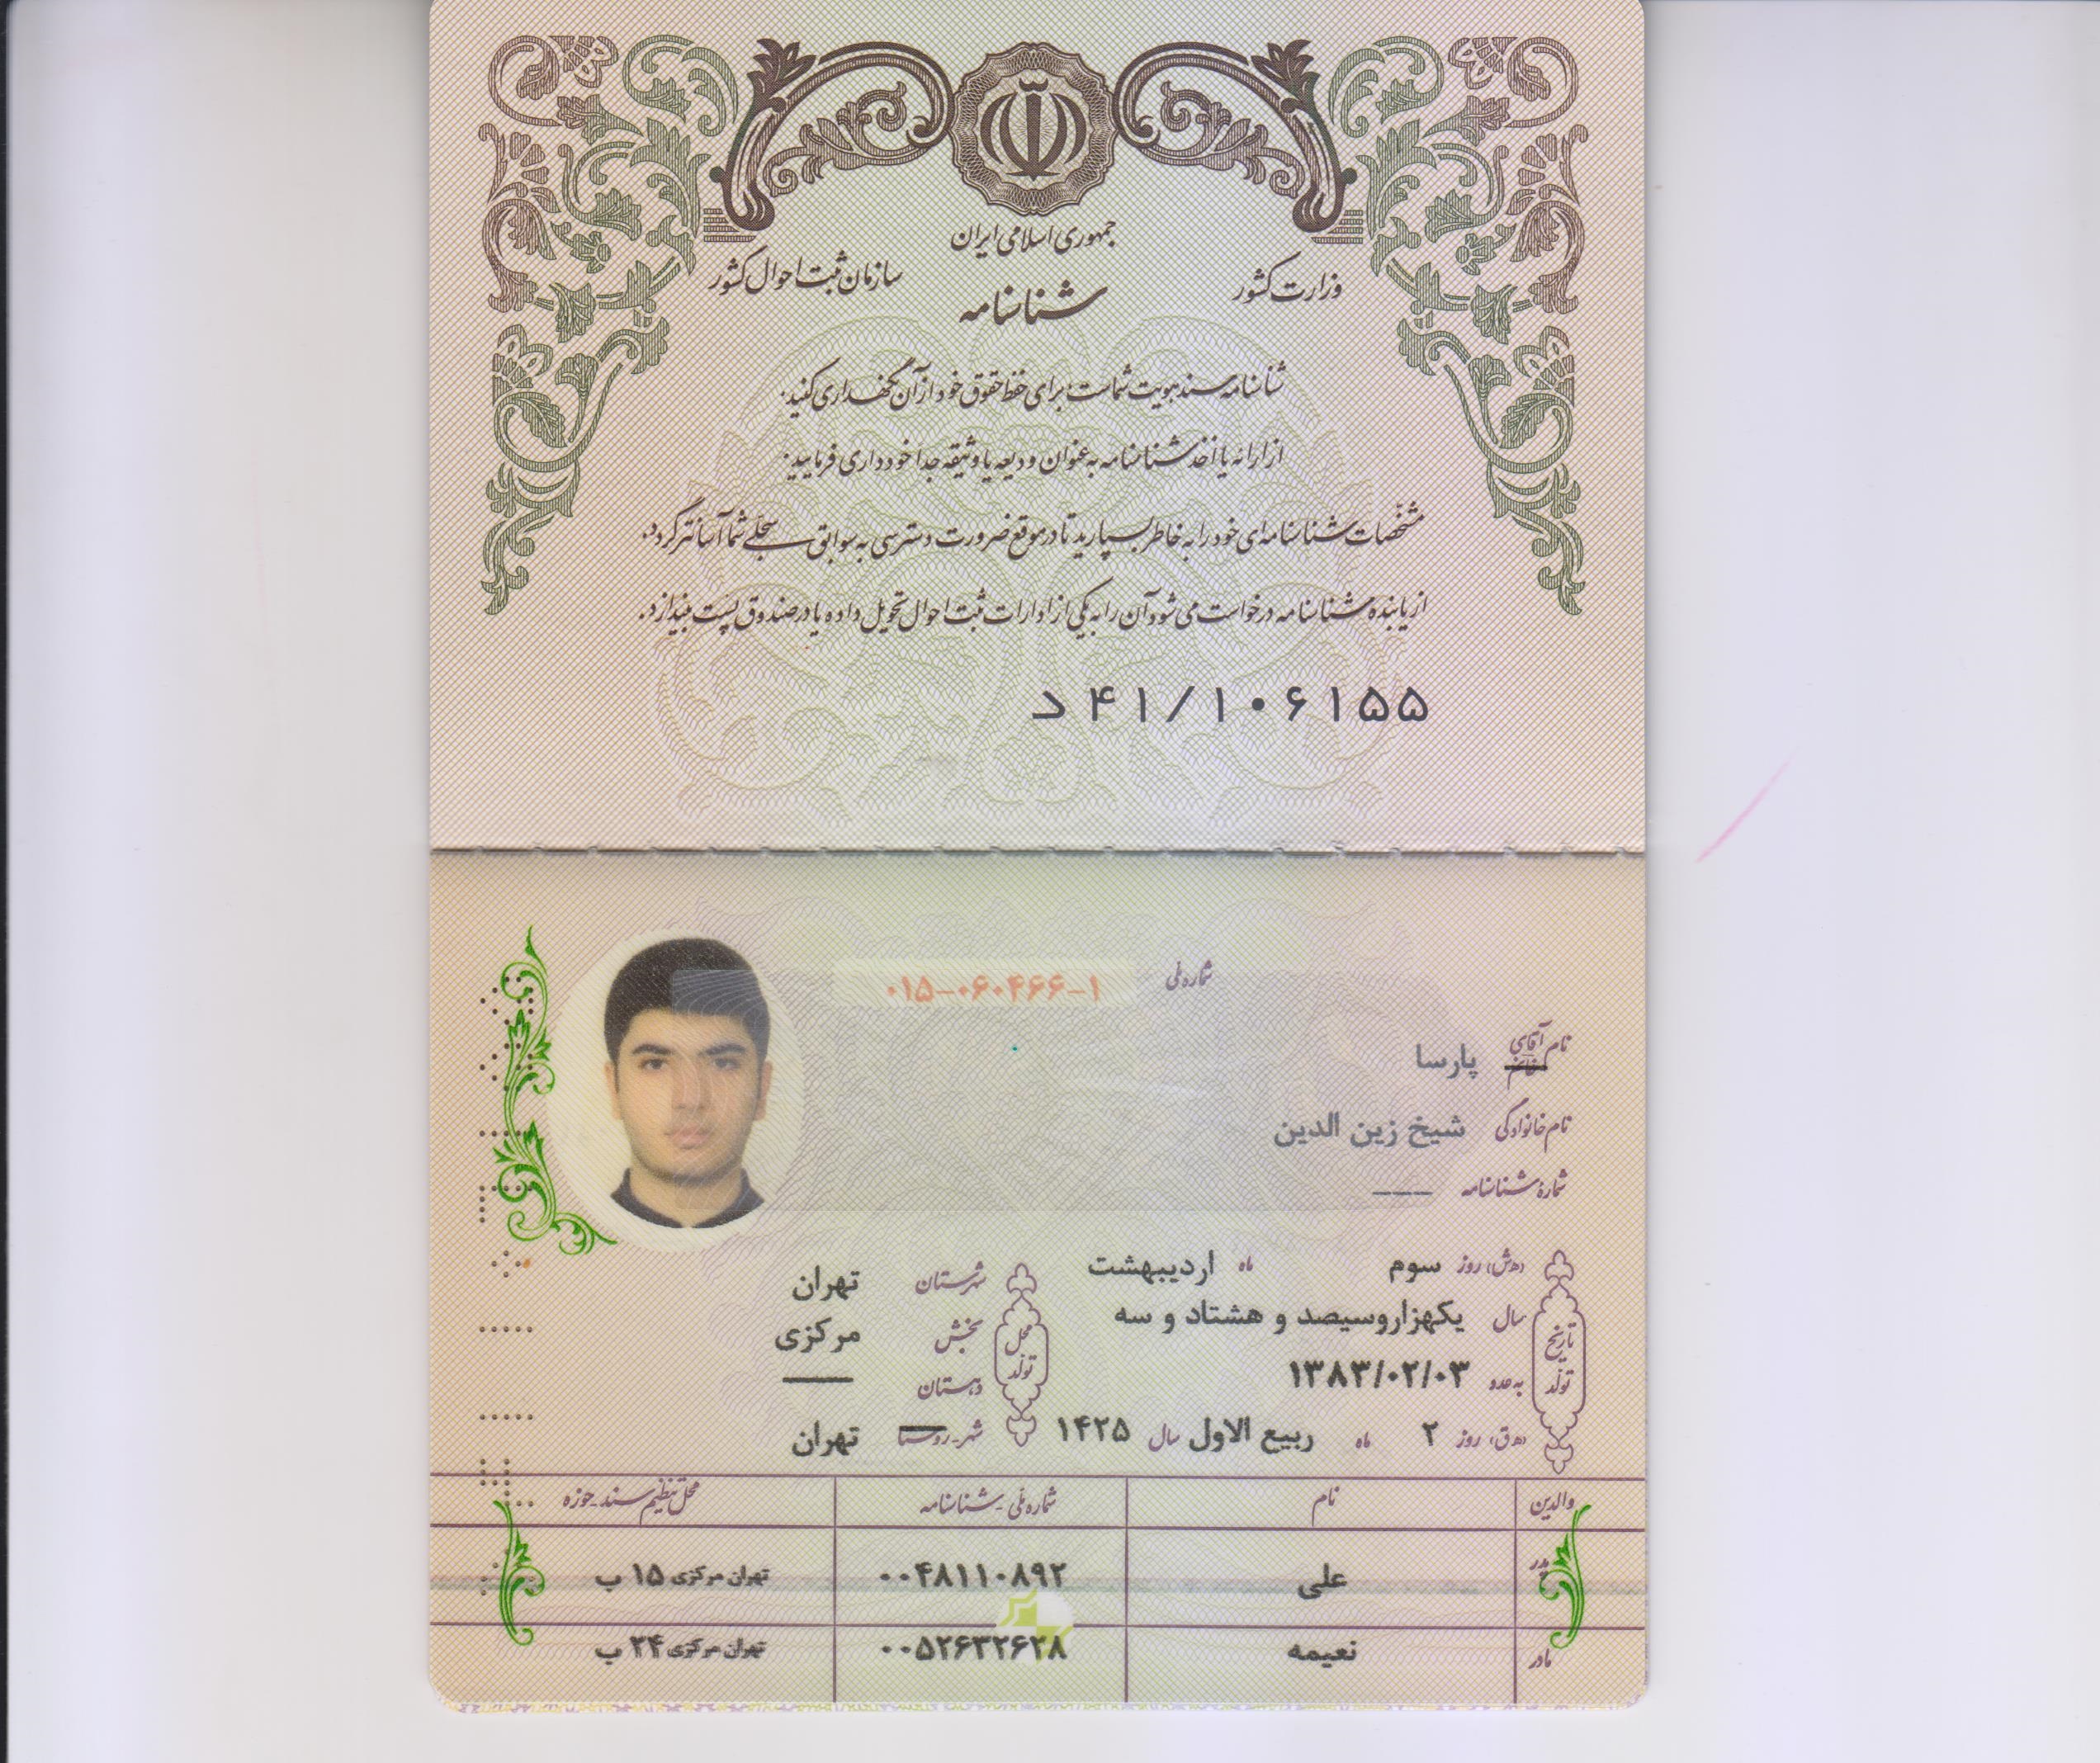 جمهوری اسلامی ایران
وزارت کشور
سازمان ثبت احوال کشور
شناسنامه
شناسنامه سند هویت شماست؛ برای حفظ حقوق خود از آن نگهداری کنید.
از ارائه یا اخذ شناسنامه به عنوان ودیعه یا وثیقه جدا خودداری فرمایید.
مشخصات شناسنامه‌ای خود را به خاطر بسپارید تا در موقع ضرورت دسترسی به سوابق سجلی شما آسانتر گردد.
از یابنده شناسنامه درخواست می‌شود آن را به یکی از ادارات ثبت احوال تحویل داده یا در صندوق پست بیندازد.
د۴۱/۱۰۶۱۵۵
شماره ملی ۰۱۵-۰۶۰۴۶۶-۱
نام آقای خانم پارسا
نام خانوادگی شیخ زین الدین
شماره شناسنامه ——
تاریخ تولد
(ه‍.ش) روز سوم ماه اردیبهشت
سال یکهزاروسیصد و هشتاد و سه
به عدد ۱۳۸۳/۰۲/۰۳
(ه‍.ق) روز ۲ ماه ربیع الاول سال ۱۴۲۵
محل تولد
شهرستان تهران
بخش مرکزی
دهستان ——
شهر-روستا تهران
والدین نام شماره ملی - شناسنامه محل تنظیم سند - حوزه
پدر علی ۰۰۴۸۱۱۰۸۹۲ تهران مرکزی ۱۵ ب
مادر نعیمه ۰۰۵۲۶۳۲۶۲۸ تهران مرکزی ۲۴ ب